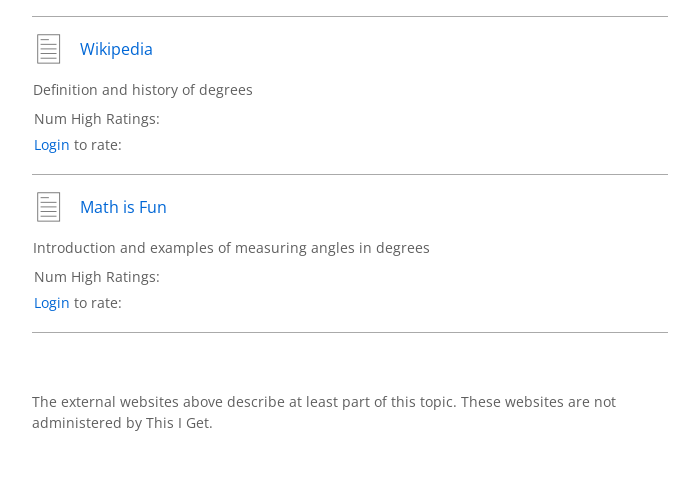 Wikipedia
Definition and history of degrees
Num High Ratings:
Login to rate:
Math is Fun
Introduction and examples of measuring angles in degrees
Num High Ratings:
Login to rate:
The external websites above describe at least part of this topic. These websites are not
administered by This I Get.